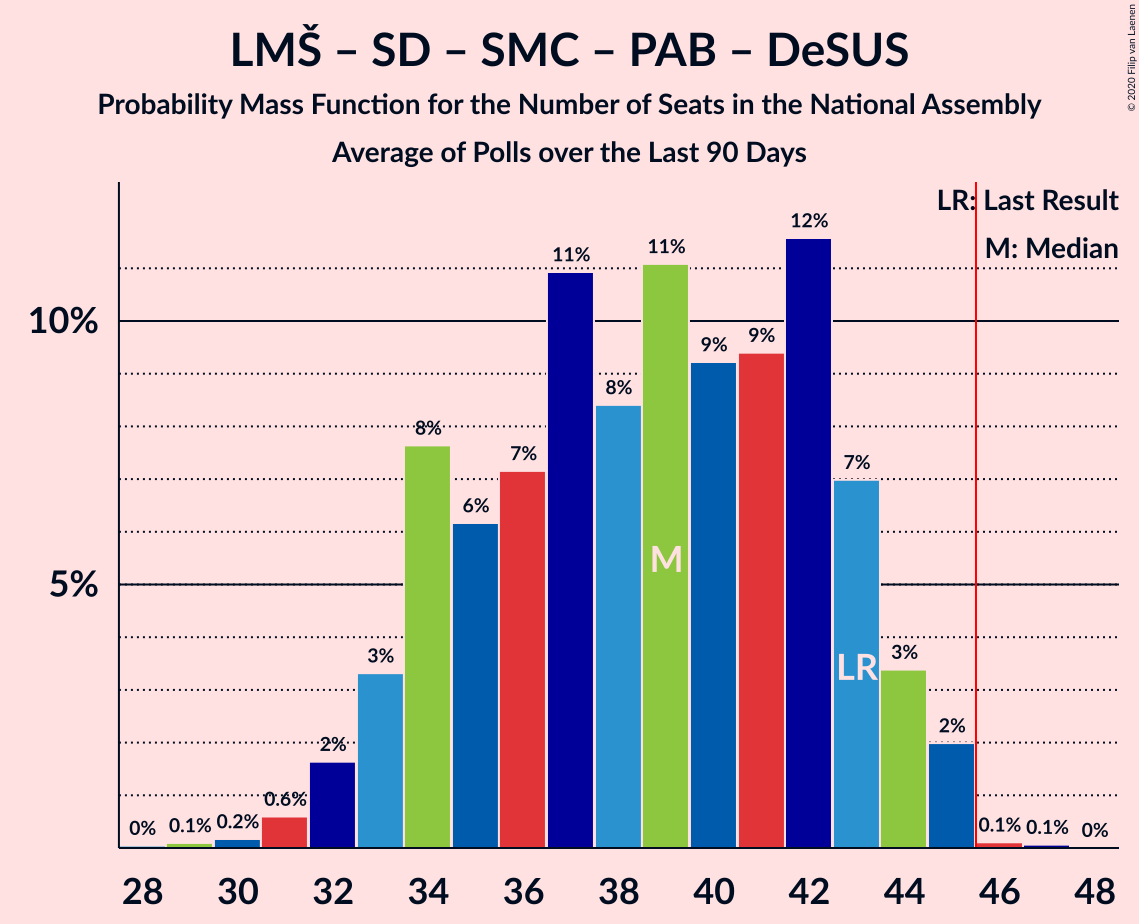 LMŠ – SD – SMC – PAB – DeSUS
Probability Mass Function for the Number of Seats in the National Assembly
Average of Polls over the Last 90 Days
© 2020 Filip van Laenen
LR: Last Result
M: Median
10%
5%
0%
0.1%
0.2%
0.6%
2%
3%
8%
6%
7%
11%
8%
11%
9%
9%
12%
7%
3%
2%
0.1%
0.1%
0%
M
LR
28 30 32 34 36 38 40 42 44 46 48